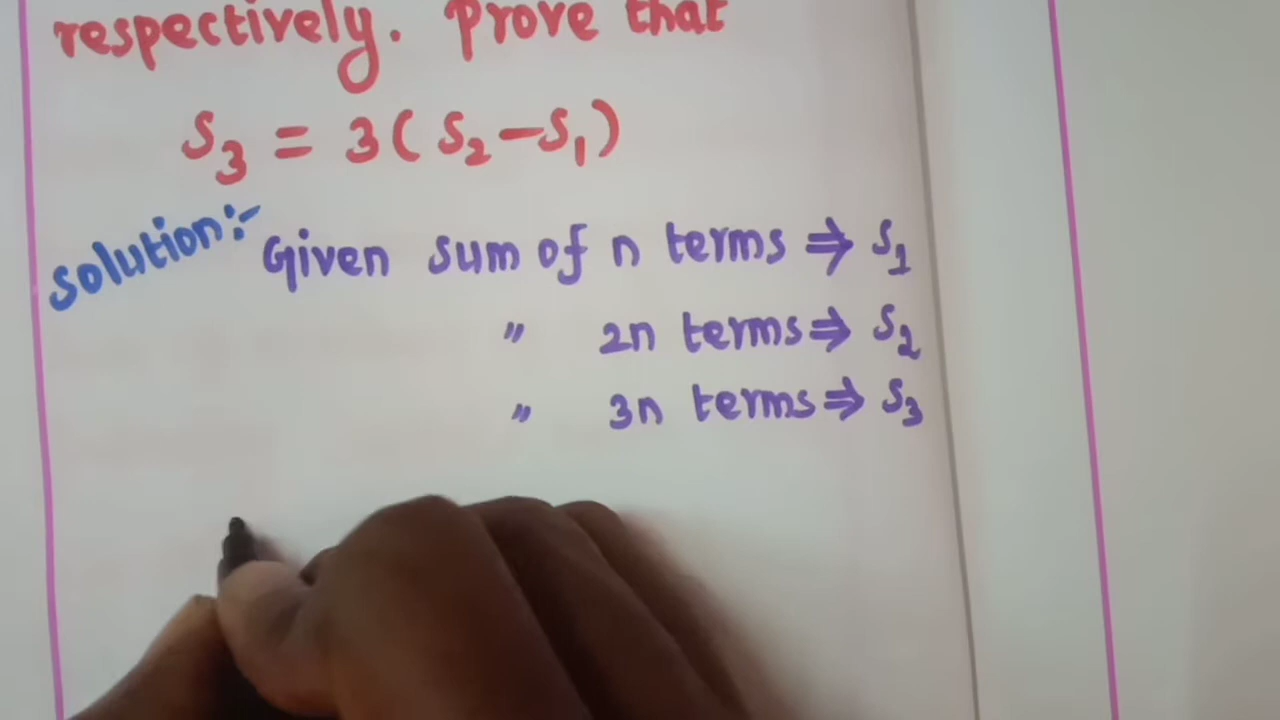 respectively. Prove that
S₃ = 3(S₂-S₁)
Solution:- Given sum of n terms ⇒ S₁
" 2n terms ⇒ S₂
" 3n terms ⇒ S₃